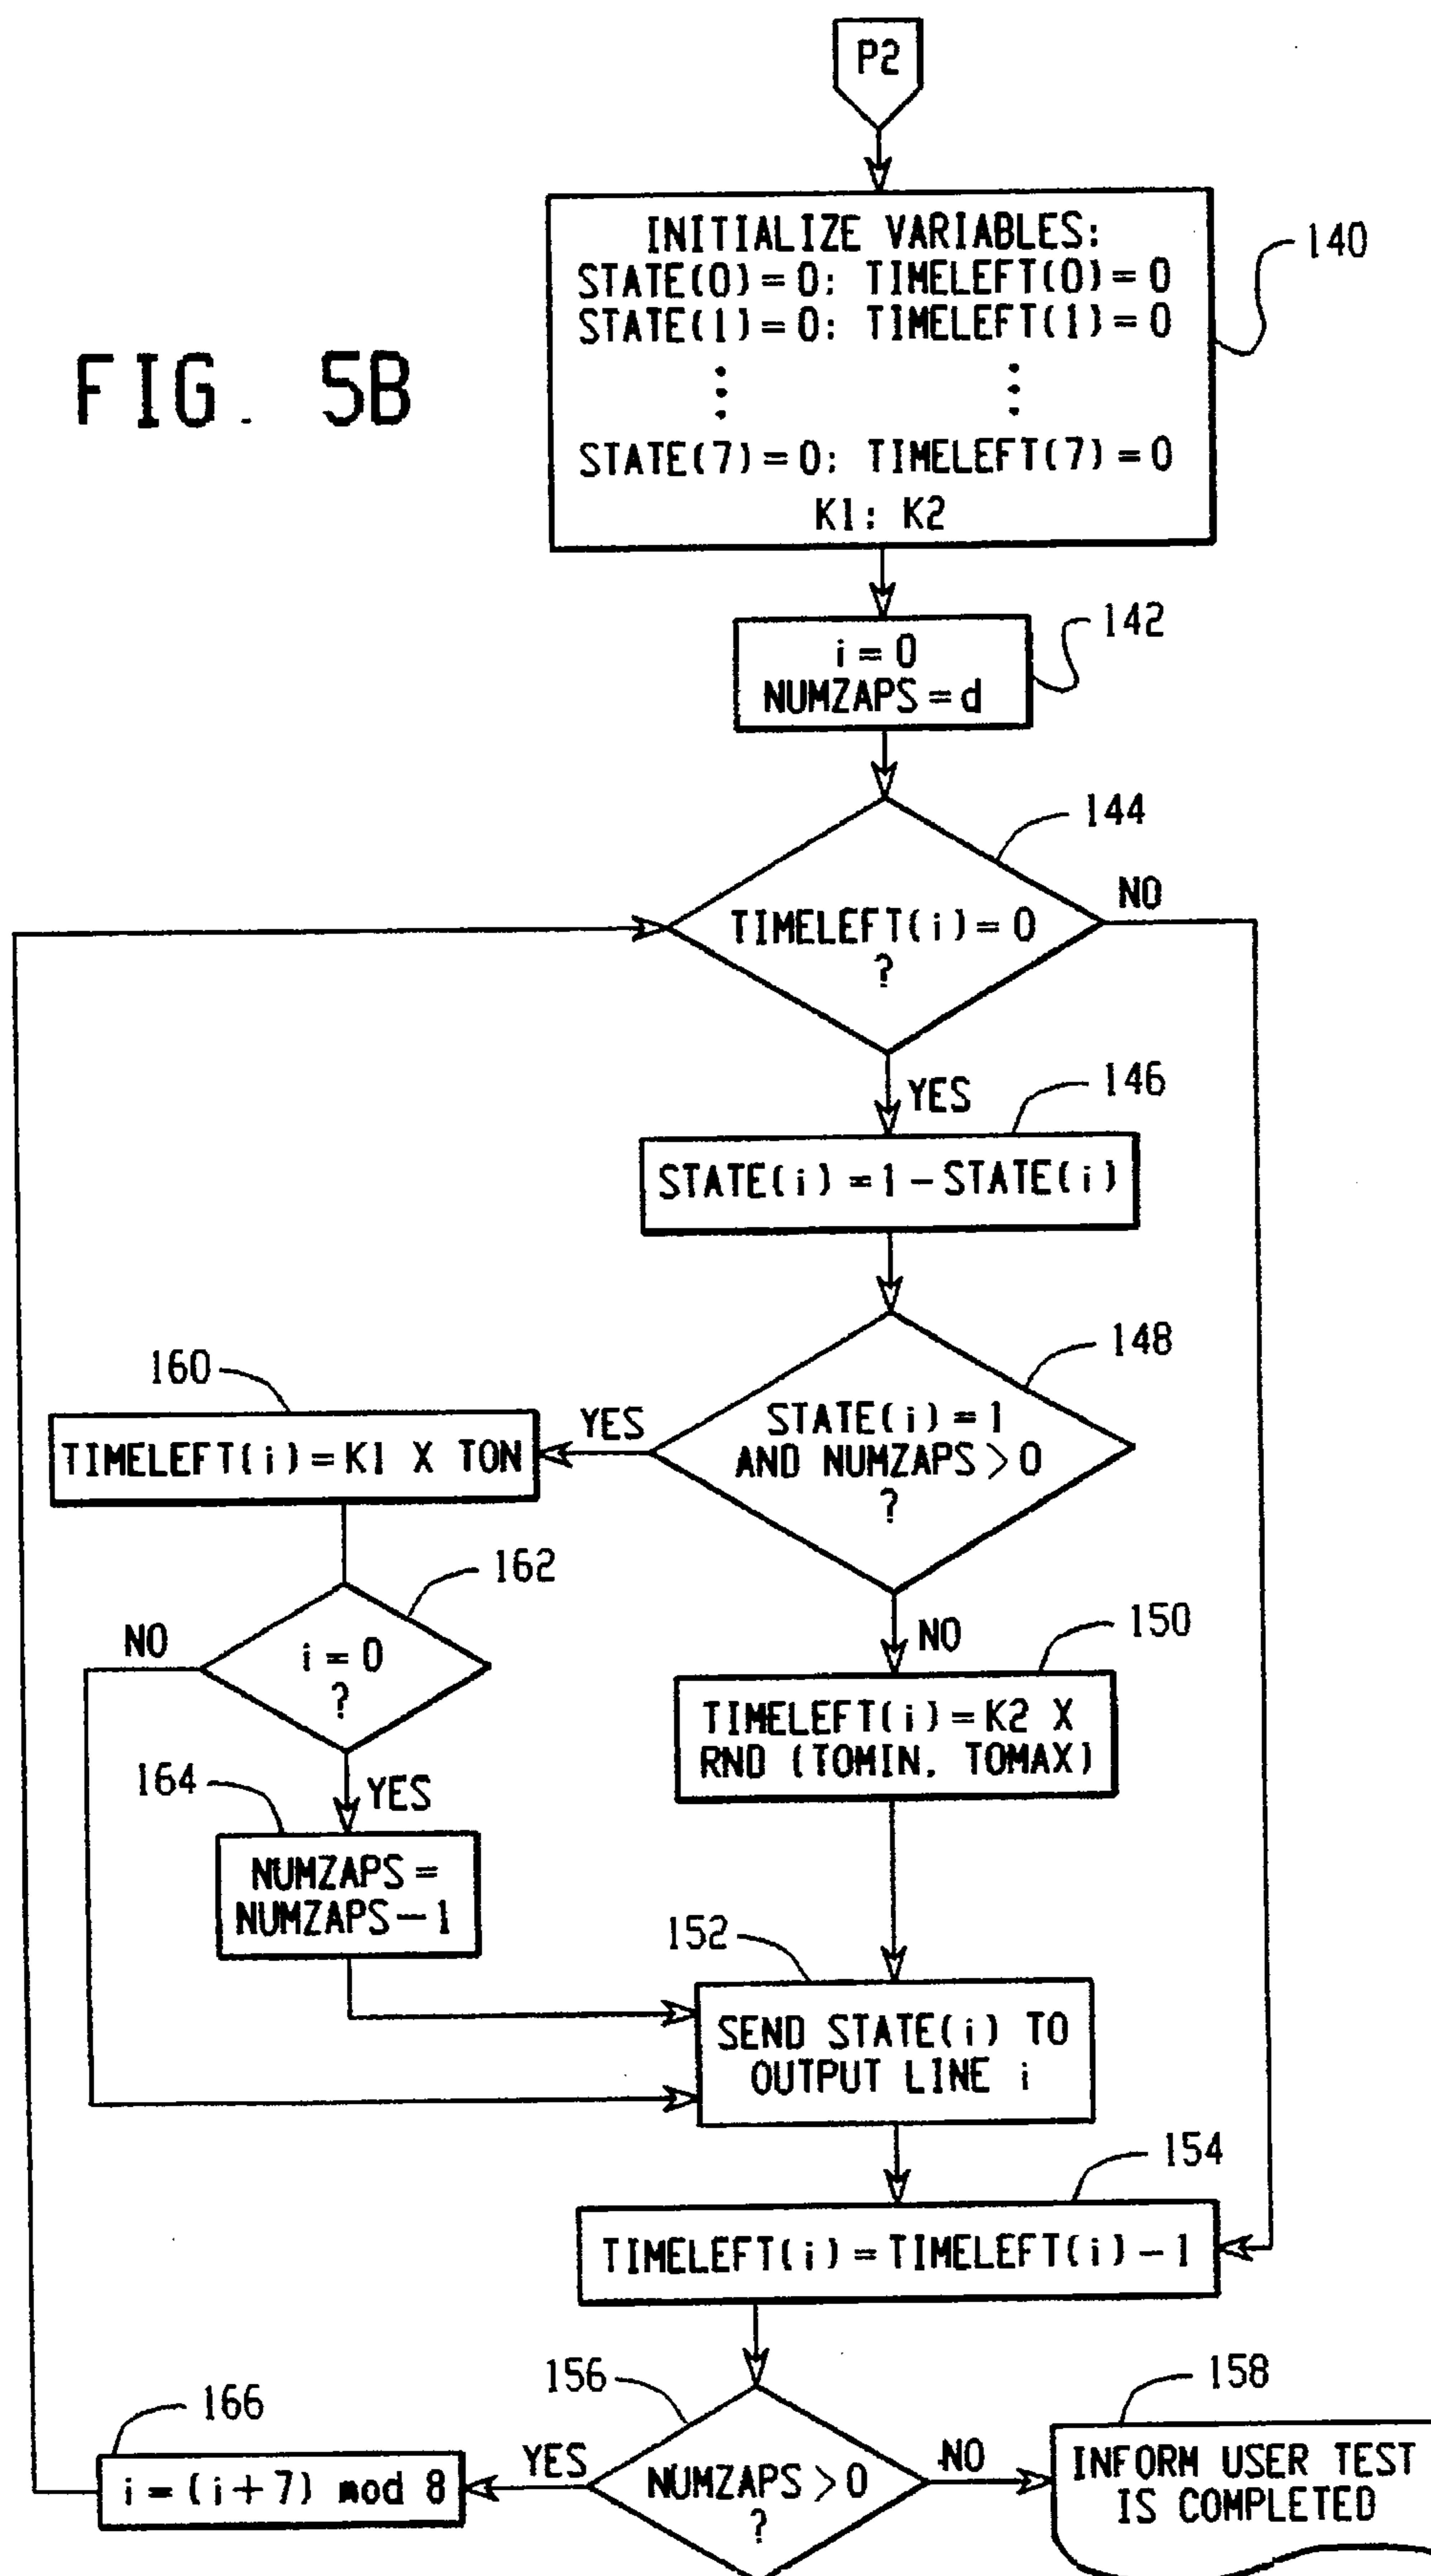 P2
INITIALIZE VARIABLES:
STATE(0)=0; TIMELEFT(0)=0
STATE(1)=0; TIMELEFT(1)=0
STATE(7)=0; TIMELEFT(7)=0
K1; K2
140
FIG. 5B
i=0
NUMZAPS=d
142
144
TIMELEFT(i)=0
?
NO
YES
146
STATE(i)=1-STATE(i)
148
STATE(i)=1
AND NUMZAPS>0
?
YES
160
TIMELEFT(i)=K1 X TON
162
i=0
?
NO
YES
NO
150
TIMELEFT(i)=K2 X
RND (TOMIN, TOMAX)
164
NUMZAPS=
NUMZAPS-1
152
SEND STATE(i) TO
OUTPUT LINE i
154
TIMELEFT(i)=TIMELEFT(i)-1
156
NUMZAPS>0
?
YES
NO
166
i=(i+7) mod 8
158
INFORM USER TEST
IS COMPLETED